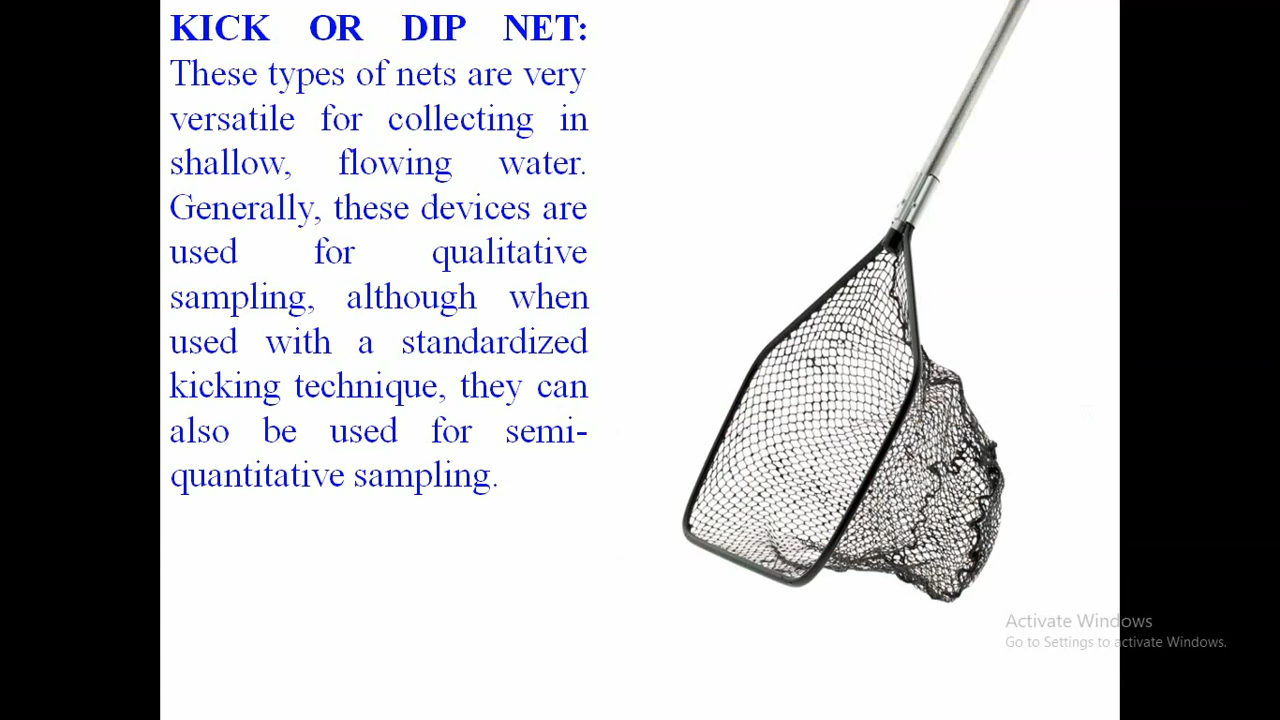 KICK OR DIP NET:
These types of nets are very
versatile for collecting in
shallow, flowing water.
Generally, these devices are
used for qualitative
sampling, although when
used with a standardized
kicking technique, they can
also be used for semi-
quantitative sampling.
Activate Windows
Go to Settings to activate Windows.